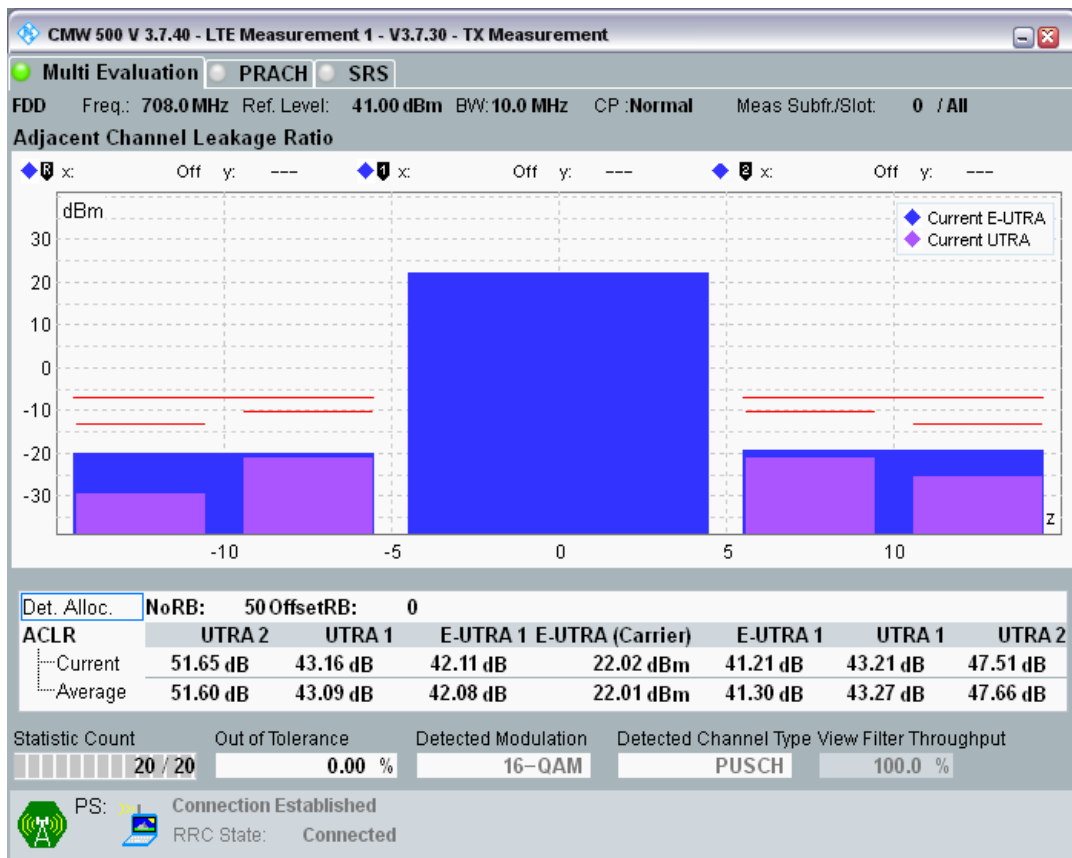 CMW 500 V 3.7.40 - LTE Measurement 1 - V3.7.30 - TX Measurement
Multi Evaluation PRACH SRS
FDD Freq.: 708.0 MHz Ref. Level: 41.00 dBm BW: 10.0 MHz CP :Normal Meas Subfr./Slot: 0 / All
Adjacent Channel Leakage Ratio
R x: Off y: --- 1 x: Off y: --- 2 x: Off y: ---
dBm
Current E-UTRA
Current UTRA
30
20
10
0
-10
-20
-30
z
-10 -5 0 5 10
Det. Alloc. NoRB: 50 OffsetRB: 0
ACLR UTRA 2 UTRA 1 E-UTRA 1 E-UTRA (Carrier) E-UTRA 1 UTRA 1 UTRA 2
Current 51.65 dB 43.16 dB 42.11 dB 22.02 dBm 41.21 dB 43.21 dB 47.51 dB
Average 51.60 dB 43.09 dB 42.08 dB 22.01 dBm 41.30 dB 43.27 dB 47.66 dB
Statistic Count Out of Tolerance Detected Modulation Detected Channel Type View Filter Throughput
20 / 20 0.00 % 16-QAM PUSCH 100.0 %
PS: Connection Established
RRC State: Connected